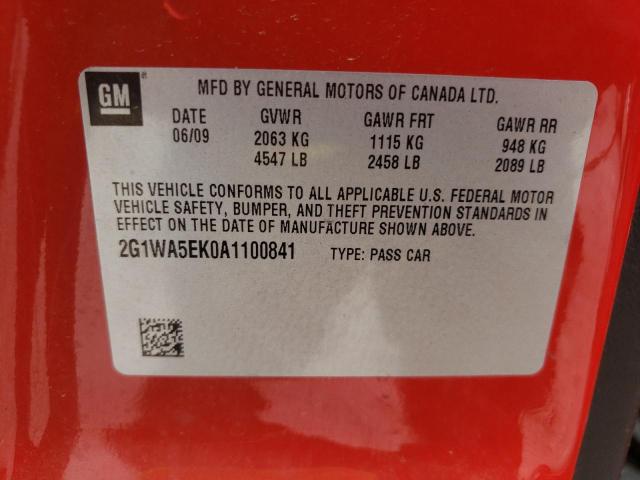 GM
MFD BY GENERAL MOTORS OF CANADA LTD.
DATE GVWR GAWR FRT GAWR RR
06/09 2063 KG 1115 KG 948 KG
4547 LB 2458 LB 2089 LB
THIS VEHICLE CONFORMS TO ALL APPLICABLE U.S. FEDERAL MOTOR
VEHICLE SAFETY, BUMPER, AND THEFT PREVENTION STANDARDS IN
EFFECT ON THE DATE OF MANUFACTURE SHOWN ABOVE.
2G1WA5EK0A1100841 TYPE: PASS CAR